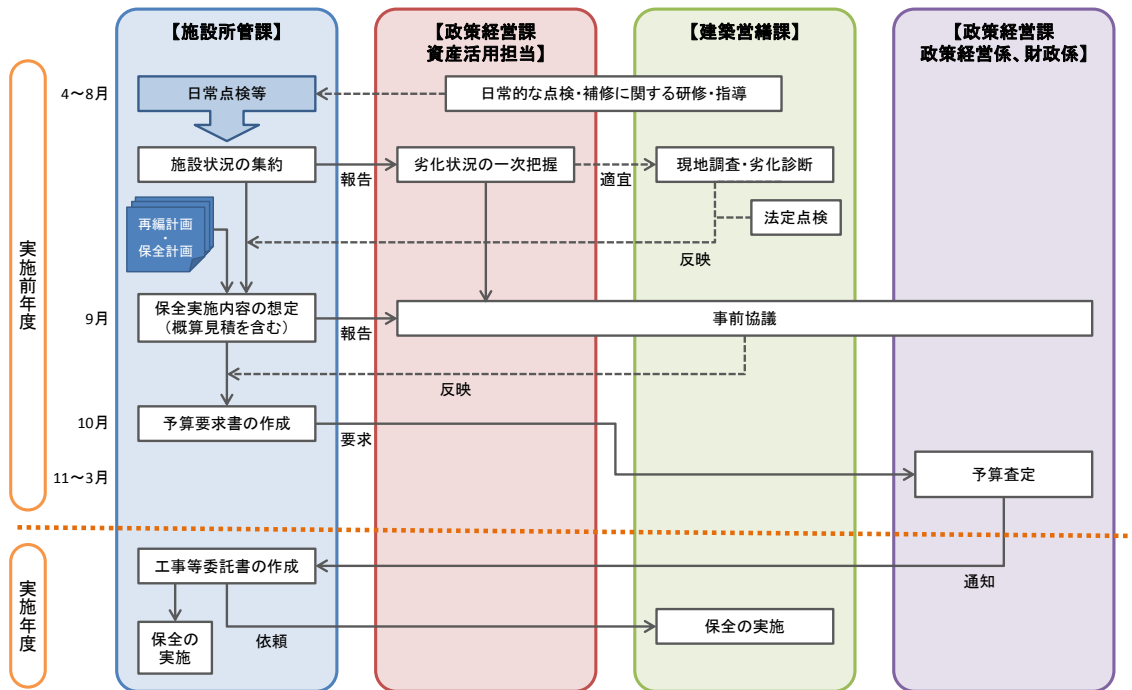 【施設所管課】
【政策経営課
資産活用担当】
【建築営繕課】
【政策経営課
政策経営係、財政係】
実施前年度
4～8月
日常点検等
日常的な点検・補修に関する研修・指導
施設状況の集約
報告
劣化状況の一次把握
適宜
現地調査・劣化診断
法定点検
再編計画
・
保全計画
反映
9月
保全実施内容の想定
（概算見積を含む）
報告
事前協議
反映
10月
予算要求書の作成
要求
11～3月
予算査定
実施年度
工事等委託書の作成
通知
保全の
実施
依頼
保全の実施